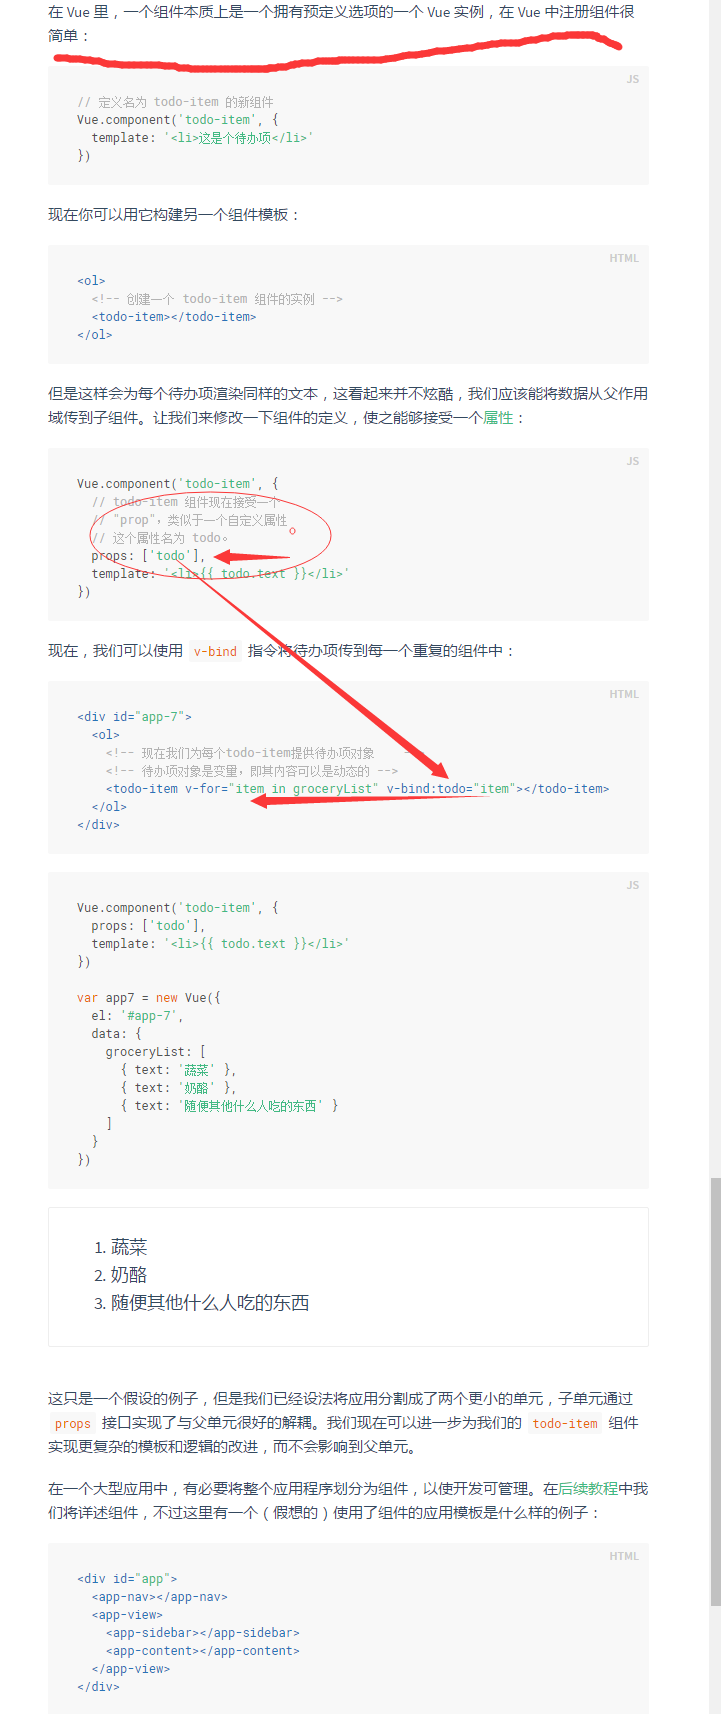 在 Vue 里，一个组件本质上是一个拥有预定义选项的一个 Vue 实例，在 Vue 中注册组件很
简单：
JS
// 定义名为 todo-item 的新组件
Vue.component('todo-item', {
  template: '<li>这是个待办项</li>'
})
现在你可以用它构建另一个组件模板：
HTML
<ol>
  <!-- 创建一个 todo-item 组件的实例 -->
  <todo-item></todo-item>
</ol>
但是这样会为每个待办项渲染同样的文本，这看起来并不炫酷，我们应该能将数据从父作用
域传到子组件。让我们来修改一下组件的定义，使之能够接受一个属性：
JS
Vue.component('todo-item', {
  // todo-item 组件现在接受一个
  // "prop"，类似于一个自定义属性
  // 这个属性名为 todo。
  props: ['todo'],
  template: '<li>{{ todo.text }}</li>'
})
现在，我们可以使用 v-bind 指令将待办项传到每一个重复的组件中：
HTML
<div id="app-7">
  <ol>
    <!-- 现在我们为每个todo-item提供待办项对象    -->
    <!-- 待办项对象是变量，即其内容可以是动态的 -->
    <todo-item v-for="item in groceryList" v-bind:todo="item"></todo-item>
  </ol>
</div>
JS
Vue.component('todo-item', {
  props: ['todo'],
  template: '<li>{{ todo.text }}</li>'
})
var app7 = new Vue({
  el: '#app-7',
  data: {
    groceryList: [
      { text: '蔬菜' },
      { text: '奶酪' },
      { text: '随便其他什么人吃的东西' }
    ]
  }
})
1. 蔬菜
2. 奶酪
3. 随便其他什么人吃的东西
这只是一个假设的例子，但是我们已经设法将应用分割成了两个更小的单元，子单元通过
props 接口实现了与父单元很好的解耦。我们现在可以进一步为我们的 todo-item 组件
实现更复杂的模板和逻辑的改进，而不会影响到父单元。
在一个大型应用中，有必要将整个应用程序划分为组件，以使开发可管理。在后续教程中我
们将详述组件，不过这里有一个（假想的）使用了组件的应用模板是什么样的例子：
HTML
<div id="app">
  <app-nav></app-nav>
  <app-view>
    <app-sidebar></app-sidebar>
    <app-content></app-content>
  </app-view>
</div>